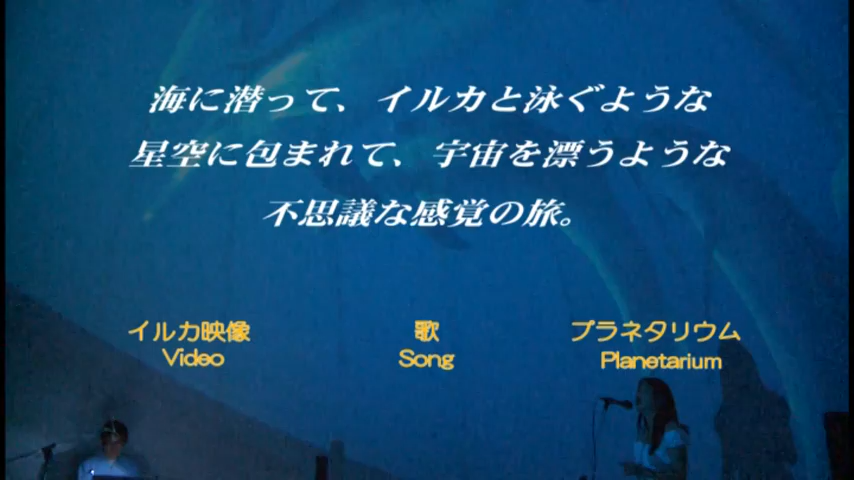 海に潜って、イルカと泳ぐような
星空に包まれて、宇宙を漂うような
不思議な感覚の旅。
イルカ映像 歌 プラネタリウム
Video Song Planetarium